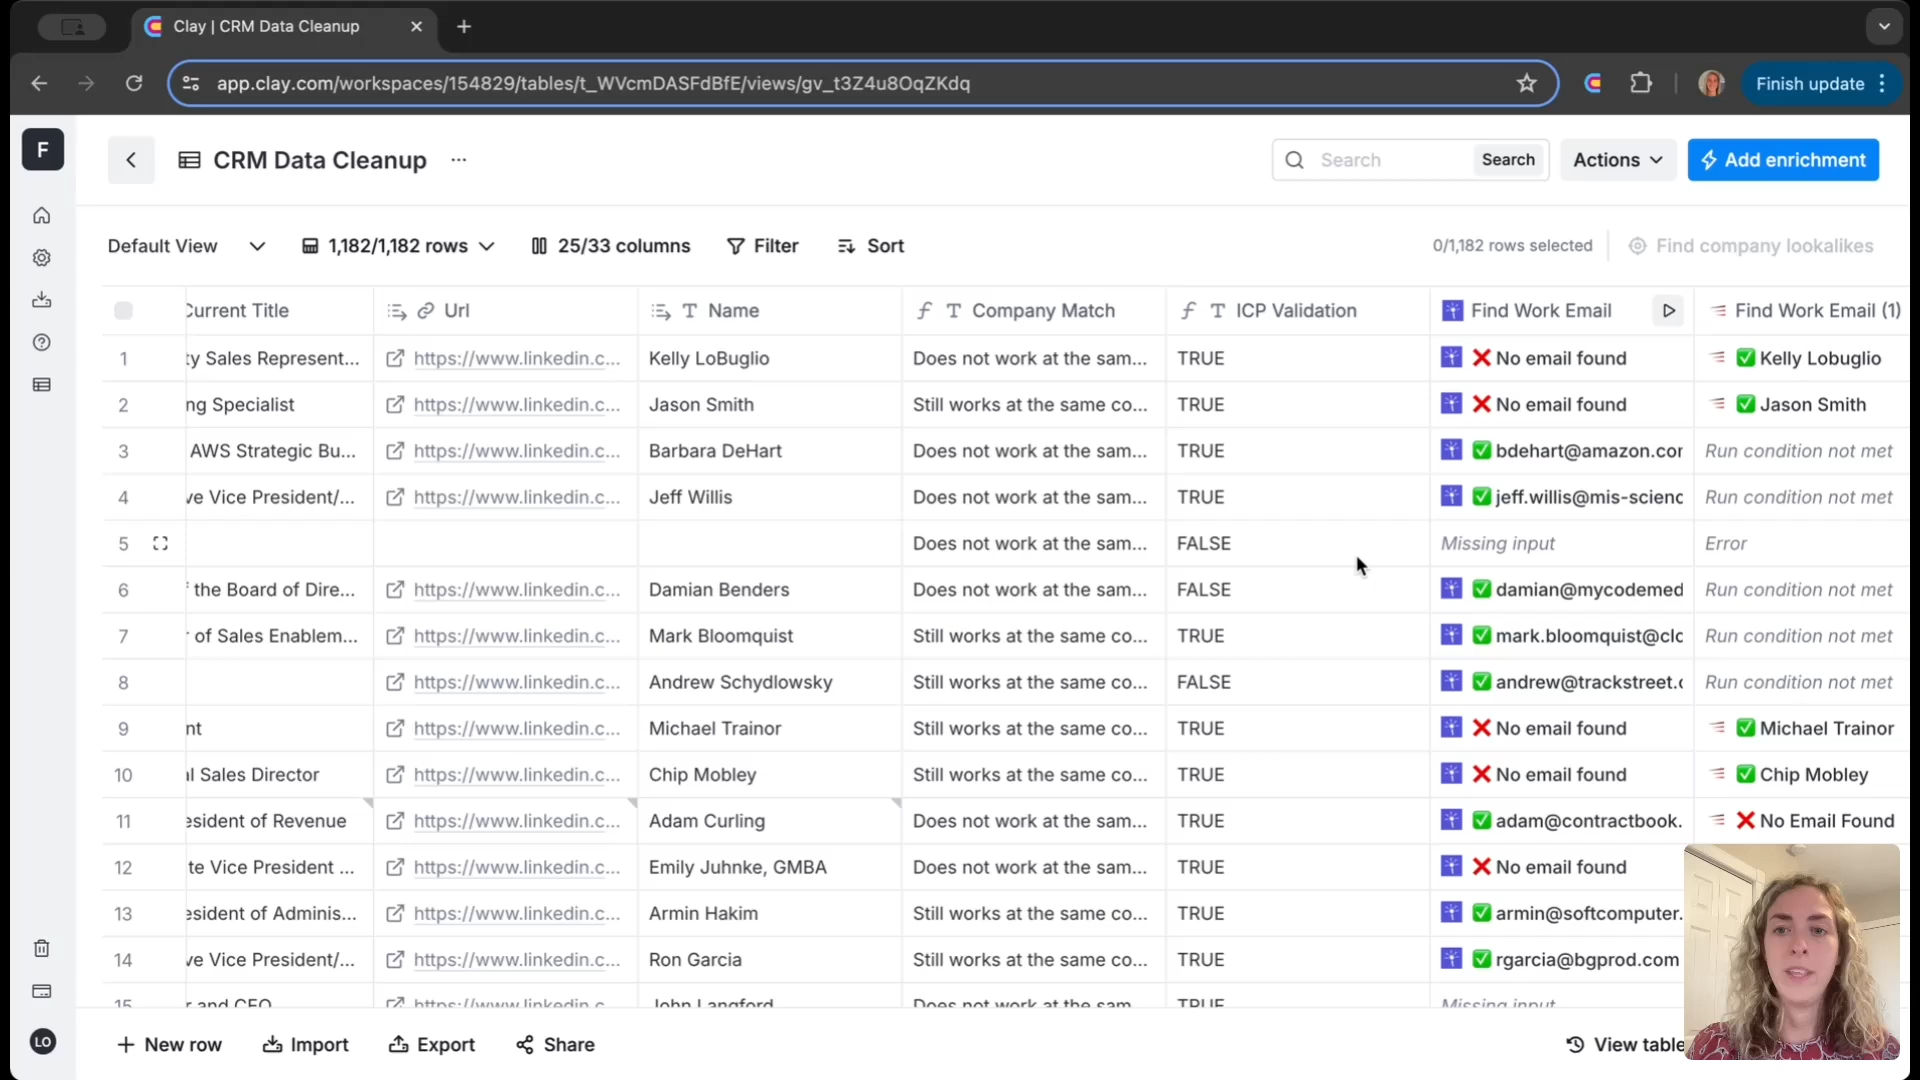 Clay | CRM Data Cleanup
app.clay.com/workspaces/154829/tables/t_WVcmDASFdBfE/views/gv_t3Z4u8OqZKdq
Finish update
F
CRM Data Cleanup
Search
Search
Actions
Add enrichment
Default View
1,182/1,182 rows
25/33 columns
Filter
Sort
0/1,182 rows selected
Find company lookalikes
Current Title Url Name Company Match ICP Validation Find Work Email Find Work Email (1)
1 ty Sales Represent... https://www.linkedin.c... Kelly LoBuglio Does not work at the sam... TRUE ❌ No email found ✅ Kelly Lobuglio
2 ng Specialist https://www.linkedin.c... Jason Smith Still works at the same co... TRUE ❌ No email found ✅ Jason Smith
3 AWS Strategic Bu... https://www.linkedin.c... Barbara DeHart Does not work at the sam... TRUE ✅ bdehart@amazon.cor Run condition not met
4 ve Vice President/... https://www.linkedin.c... Jeff Willis Does not work at the sam... TRUE ✅ jeff.willis@mis-scienc Run condition not met
5 Does not work at the sam... FALSE Missing input Error
6 f the Board of Dire... https://www.linkedin.c... Damian Benders Does not work at the sam... FALSE ✅ damian@mycodemed Run condition not met
7 r of Sales Enablem... https://www.linkedin.c... Mark Bloomquist Still works at the same co... TRUE ✅ mark.bloomquist@clc Run condition not met
8 https://www.linkedin.c... Andrew Schydlowsky Still works at the same co... FALSE ✅ andrew@trackstreet.c Run condition not met
9 nt https://www.linkedin.c... Michael Trainor Still works at the same co... TRUE ❌ No email found ✅ Michael Trainor
10 al Sales Director https://www.linkedin.c... Chip Mobley Still works at the same co... TRUE ❌ No email found ✅ Chip Mobley
11 esident of Revenue https://www.linkedin.c... Adam Curling Does not work at the sam... TRUE ✅ adam@contractbook. ❌ No Email Found
12 te Vice President ... https://www.linkedin.c... Emily Juhnke, GMBA Does not work at the sam... TRUE ❌ No email found
13 esident of Adminis... https://www.linkedin.c... Armin Hakim Still works at the same co... TRUE ✅ armin@softcomputer.
14 ve Vice President/... https://www.linkedin.c... Ron Garcia Still works at the same co... TRUE ✅ rgarcia@bgprod.com
15 r and CEO https://www.linkedin.c... John Langford Does not work at the sam... TRUE Missing input
LO
New row
Import
Export
Share
View table